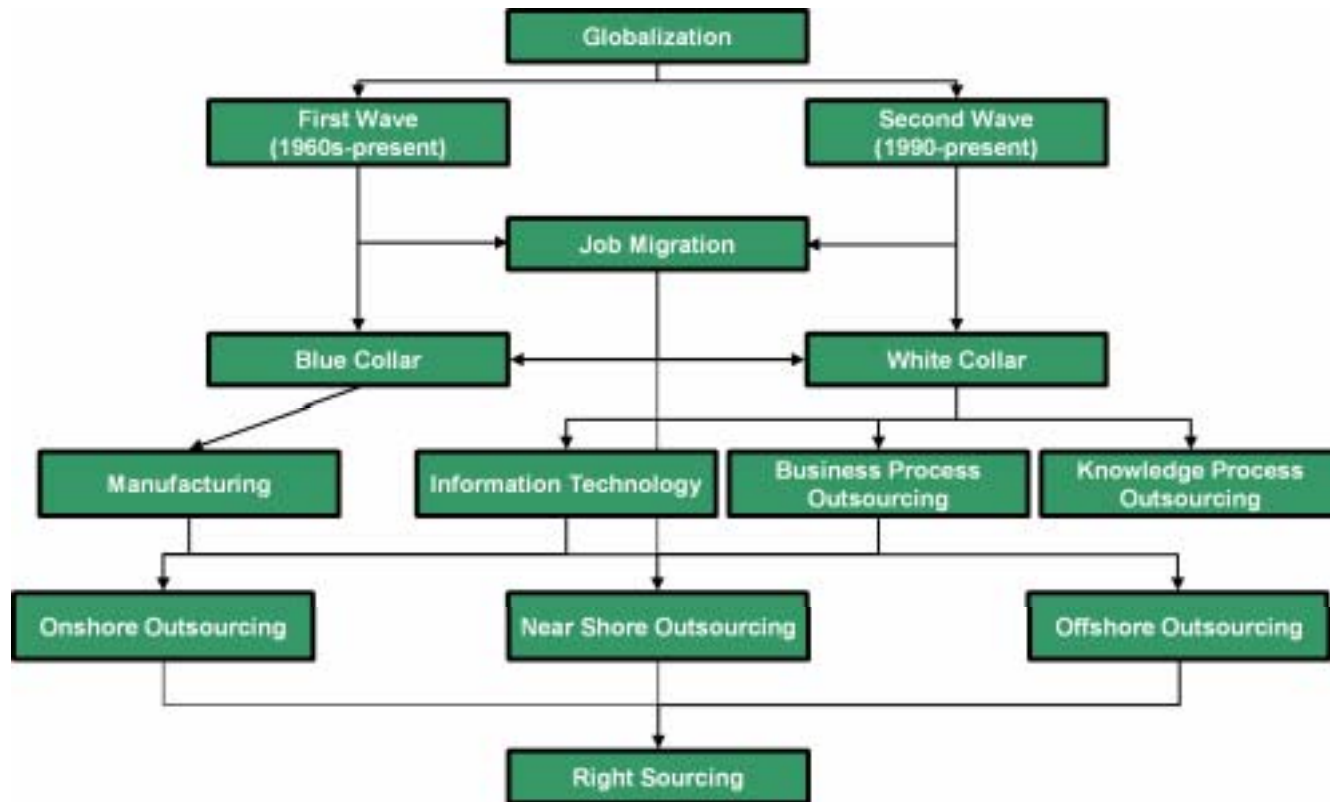 Globalization
First Wave
(1960s-present)
Second Wave
(1990-present)
Job Migration
Blue Collar
White Collar
Manufacturing
Information Technology
Business Process
Outsourcing
Knowledge Process
Outsourcing
Onshore Outsourcing
Near Shore Outsourcing
Offshore Outsourcing
Right Sourcing